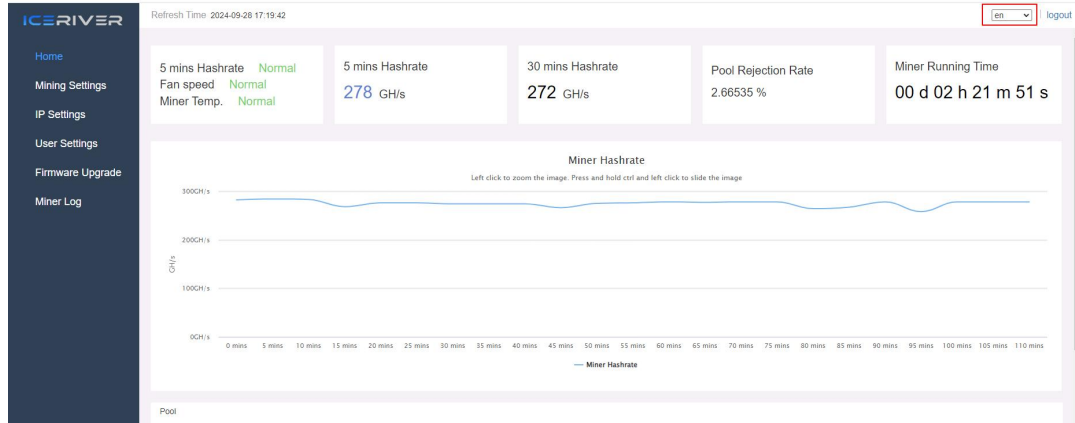 ICERIVER
Refresh Time 2024-09-28 17:19:42
en
logout
Home
Mining Settings
IP Settings
User Settings
Firmware Upgrade
Miner Log
5 mins Hashrate Normal
Fan speed Normal
Miner Temp. Normal
5 mins Hashrate
278 GH/s
30 mins Hashrate
272 GH/s
Pool Rejection Rate
2.66535 %
Miner Running Time
00 d 02 h 21 m 51 s
Miner Hashrate
Left click to zoom the image. Press and hold ctrl and left click to slide the image
300GH/s
200GH/s
100GH/s
0GH/s
GH/s
0 mins 5 mins 10 mins 15 mins 20 mins 25 mins 30 mins 35 mins 40 mins 45 mins 50 mins 55 mins 60 mins 65 mins 70 mins 75 mins 80 mins 85 mins 90 mins 95 mins 100 mins 105 mins 110 mins
Miner Hashrate
Pool